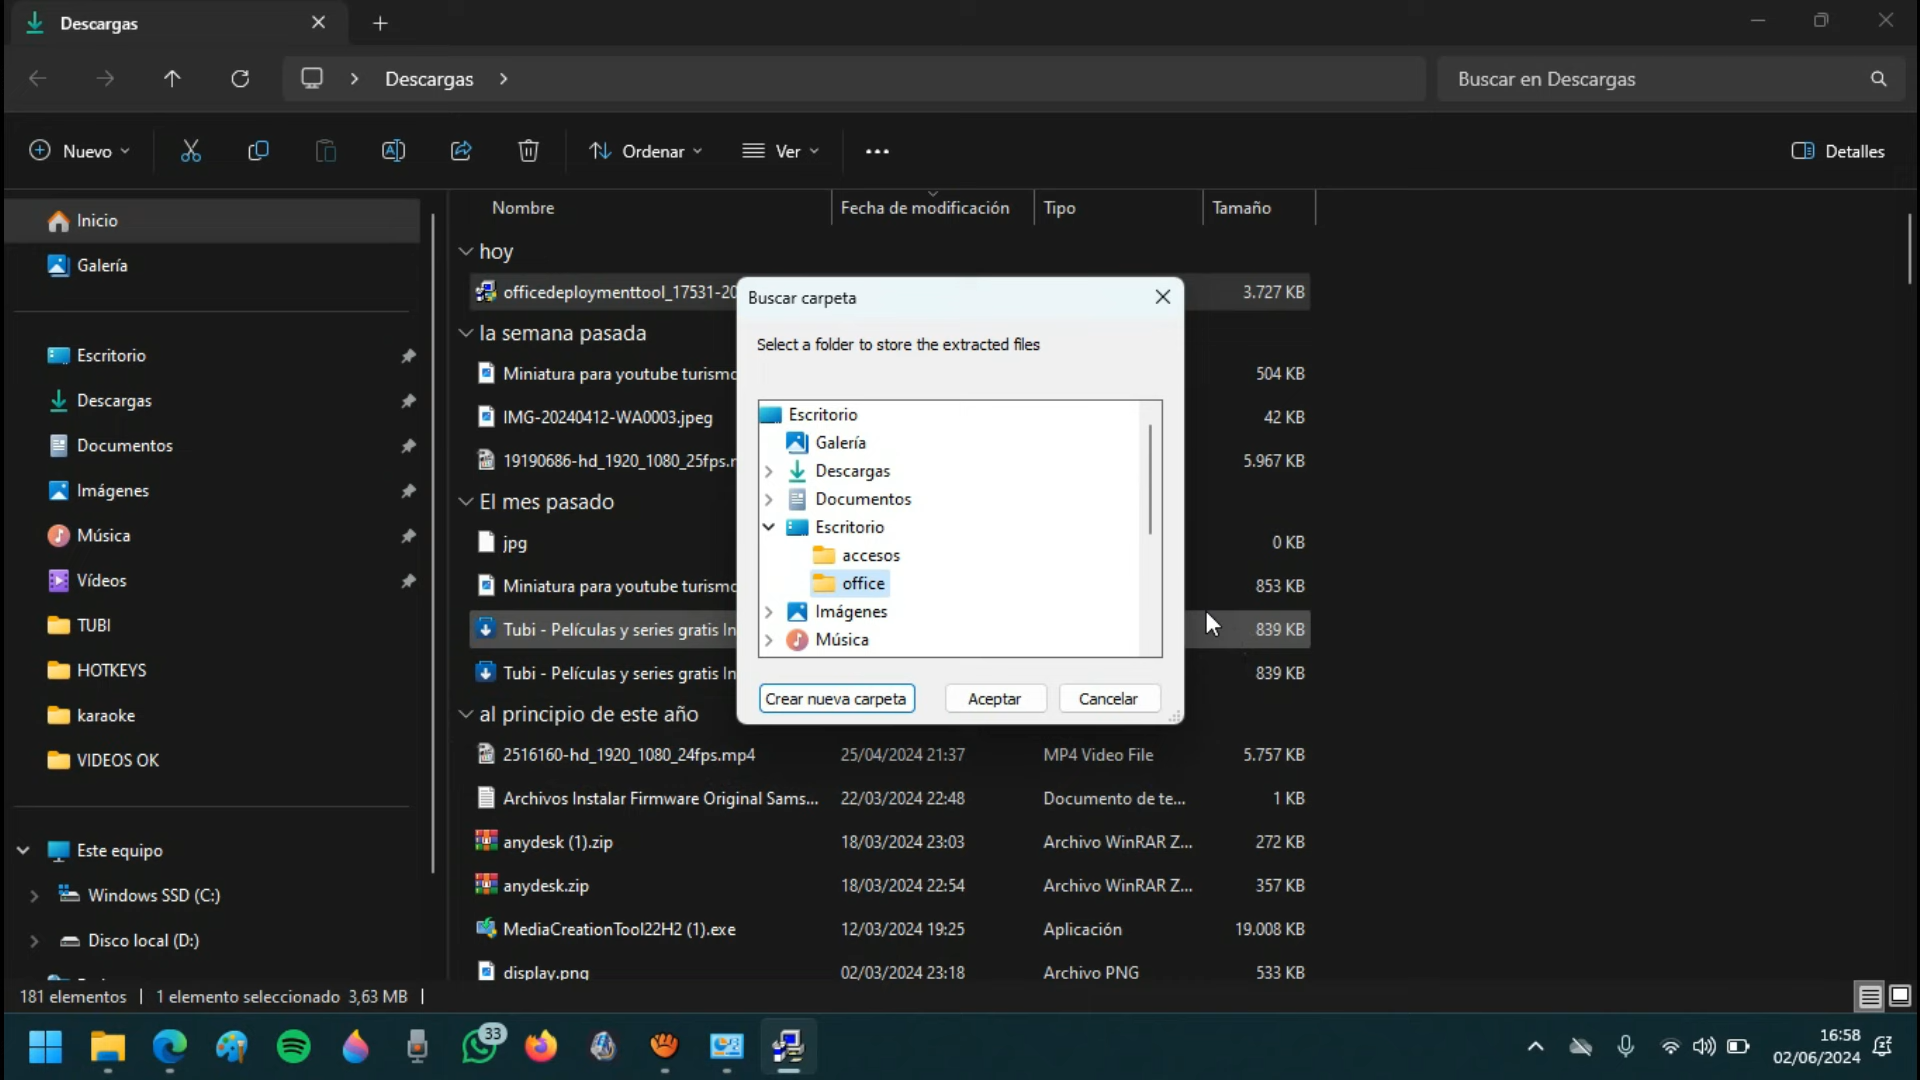 Descargas
Descargas
Buscar en Descargas
Nuevo
Ordenar
Ver
Detalles
Inicio
Galería
Escritorio
Descargas
Documentos
Imágenes
Música
Vídeos
TUBI
HOTKEYS
karaoke
VIDEOS OK
Este equipo
Windows SSD (C:)
Disco local (D:)
Nombre Fecha de modificación Tipo Tamaño
hoy
officedeploymenttool_17531-20 3.727 KB
la semana pasada
Miniatura para youtube turismo 504 KB
IMG-20240412-WA0003.jpeg 42 KB
19190686-hd_1920_1080_25fps.r 5.967 KB
El mes pasado
jpg 0 KB
Miniatura para youtube turismo 853 KB
Tubi - Películas y series gratis In 839 KB
Tubi - Películas y series gratis In 839 KB
al principio de este año
2516160-hd_1920_1080_24fps.mp4 25/04/2024 21:37 MP4 Video File 5.757 KB
Archivos Instalar Firmware Original Sams... 22/03/2024 22:48 Documento de te... 1 KB
anydesk (1).zip 18/03/2024 23:03 Archivo WinRAR Z... 272 KB
anydesk.zip 18/03/2024 22:54 Archivo WinRAR Z... 357 KB
MediaCreationTool22H2 (1).exe 12/03/2024 19:25 Aplicación 19.008 KB
display.png 02/03/2024 23:18 Archivo PNG 533 KB
Buscar carpeta
Select a folder to store the extracted files
Escritorio
Galería
Descargas
Documentos
Escritorio
accesos
office
Imágenes
Música
Crear nueva carpeta Aceptar Cancelar
181 elementos 1 elemento seleccionado 3,63 MB
33
16:58
02/06/2024